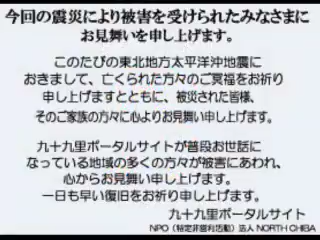 今回の震災により被害を受けられたみなさまに
お見舞いを申し上げます。
このたびの東北地方太平洋沖地震に
おきまして、亡くられた方々のご冥福をお祈り
申し上げますとともに、被災された皆様、
そのご家族の方々に心よりお見舞い申し上げます。
九十九里ポータルサイトが普段お世話に
なっている地域の多くの方々が被害にあわれ、
心からお見舞い申し上げます。
一日も早い復旧をお祈り申し上げます。
九十九里ポータルサイト
NPO（特定非営利活動）法人 NORTH CHIBA